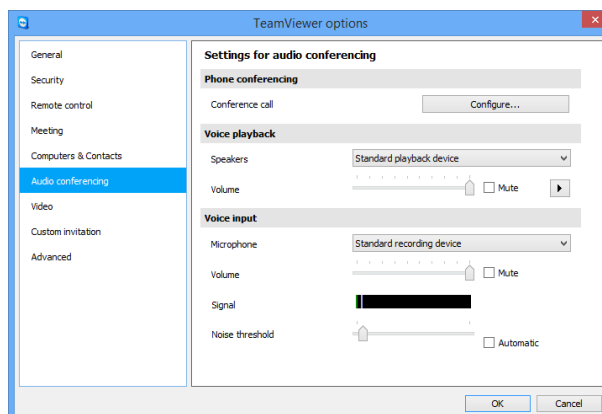 TeamViewer options
General
Security
Remote control
Meeting
Computers & Contacts
Audio conferencing
Video
Custom invitation
Advanced
Settings for audio conferencing
Phone conferencing
Conference call
Configure...
Voice playback
Speakers
Standard playback device
Volume
Mute
Voice input
Microphone
Standard recording device
Volume
Mute
Signal
Noise threshold
Automatic
OK
Cancel